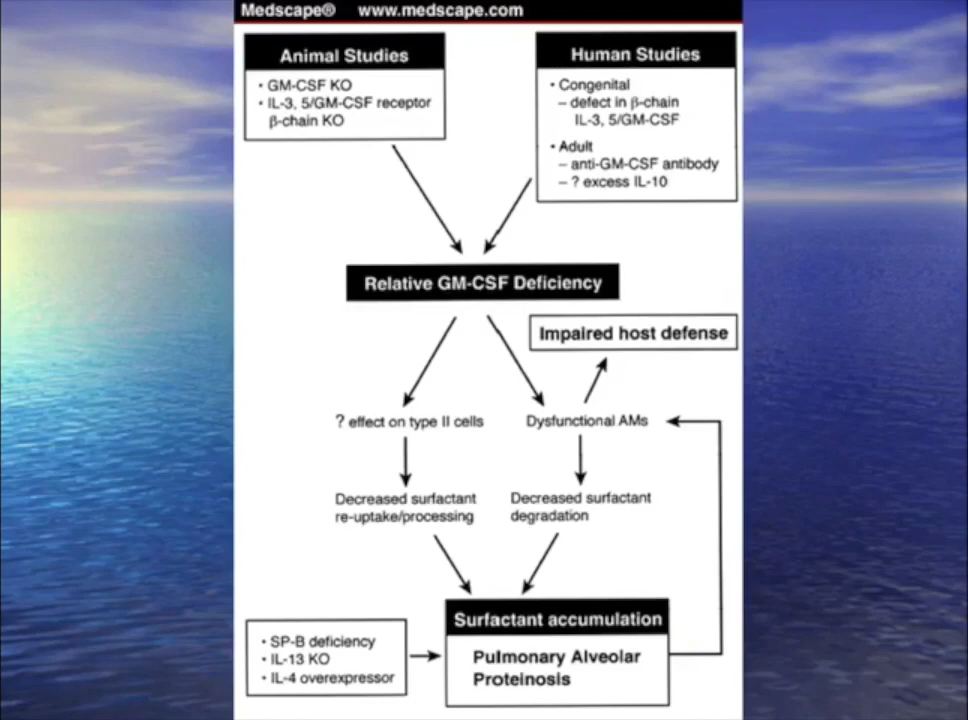 Medscape® www.medscape.com
Animal Studies
• GM-CSF KO
• IL-3, 5/GM-CSF receptor
β-chain KO
Human Studies
• Congenital
– defect in β-chain
IL-3, 5/GM-CSF
• Adult
– anti-GM-CSF antibody
– ? excess IL-10
Relative GM-CSF Deficiency
Impaired host defense
? effect on type II cells
Dysfunctional AMs
Decreased surfactant
re-uptake/processing
Decreased surfactant
degradation
• SP-B deficiency
• IL-13 KO
• IL-4 overexpressor
Surfactant accumulation
Pulmonary Alveolar
Proteinosis